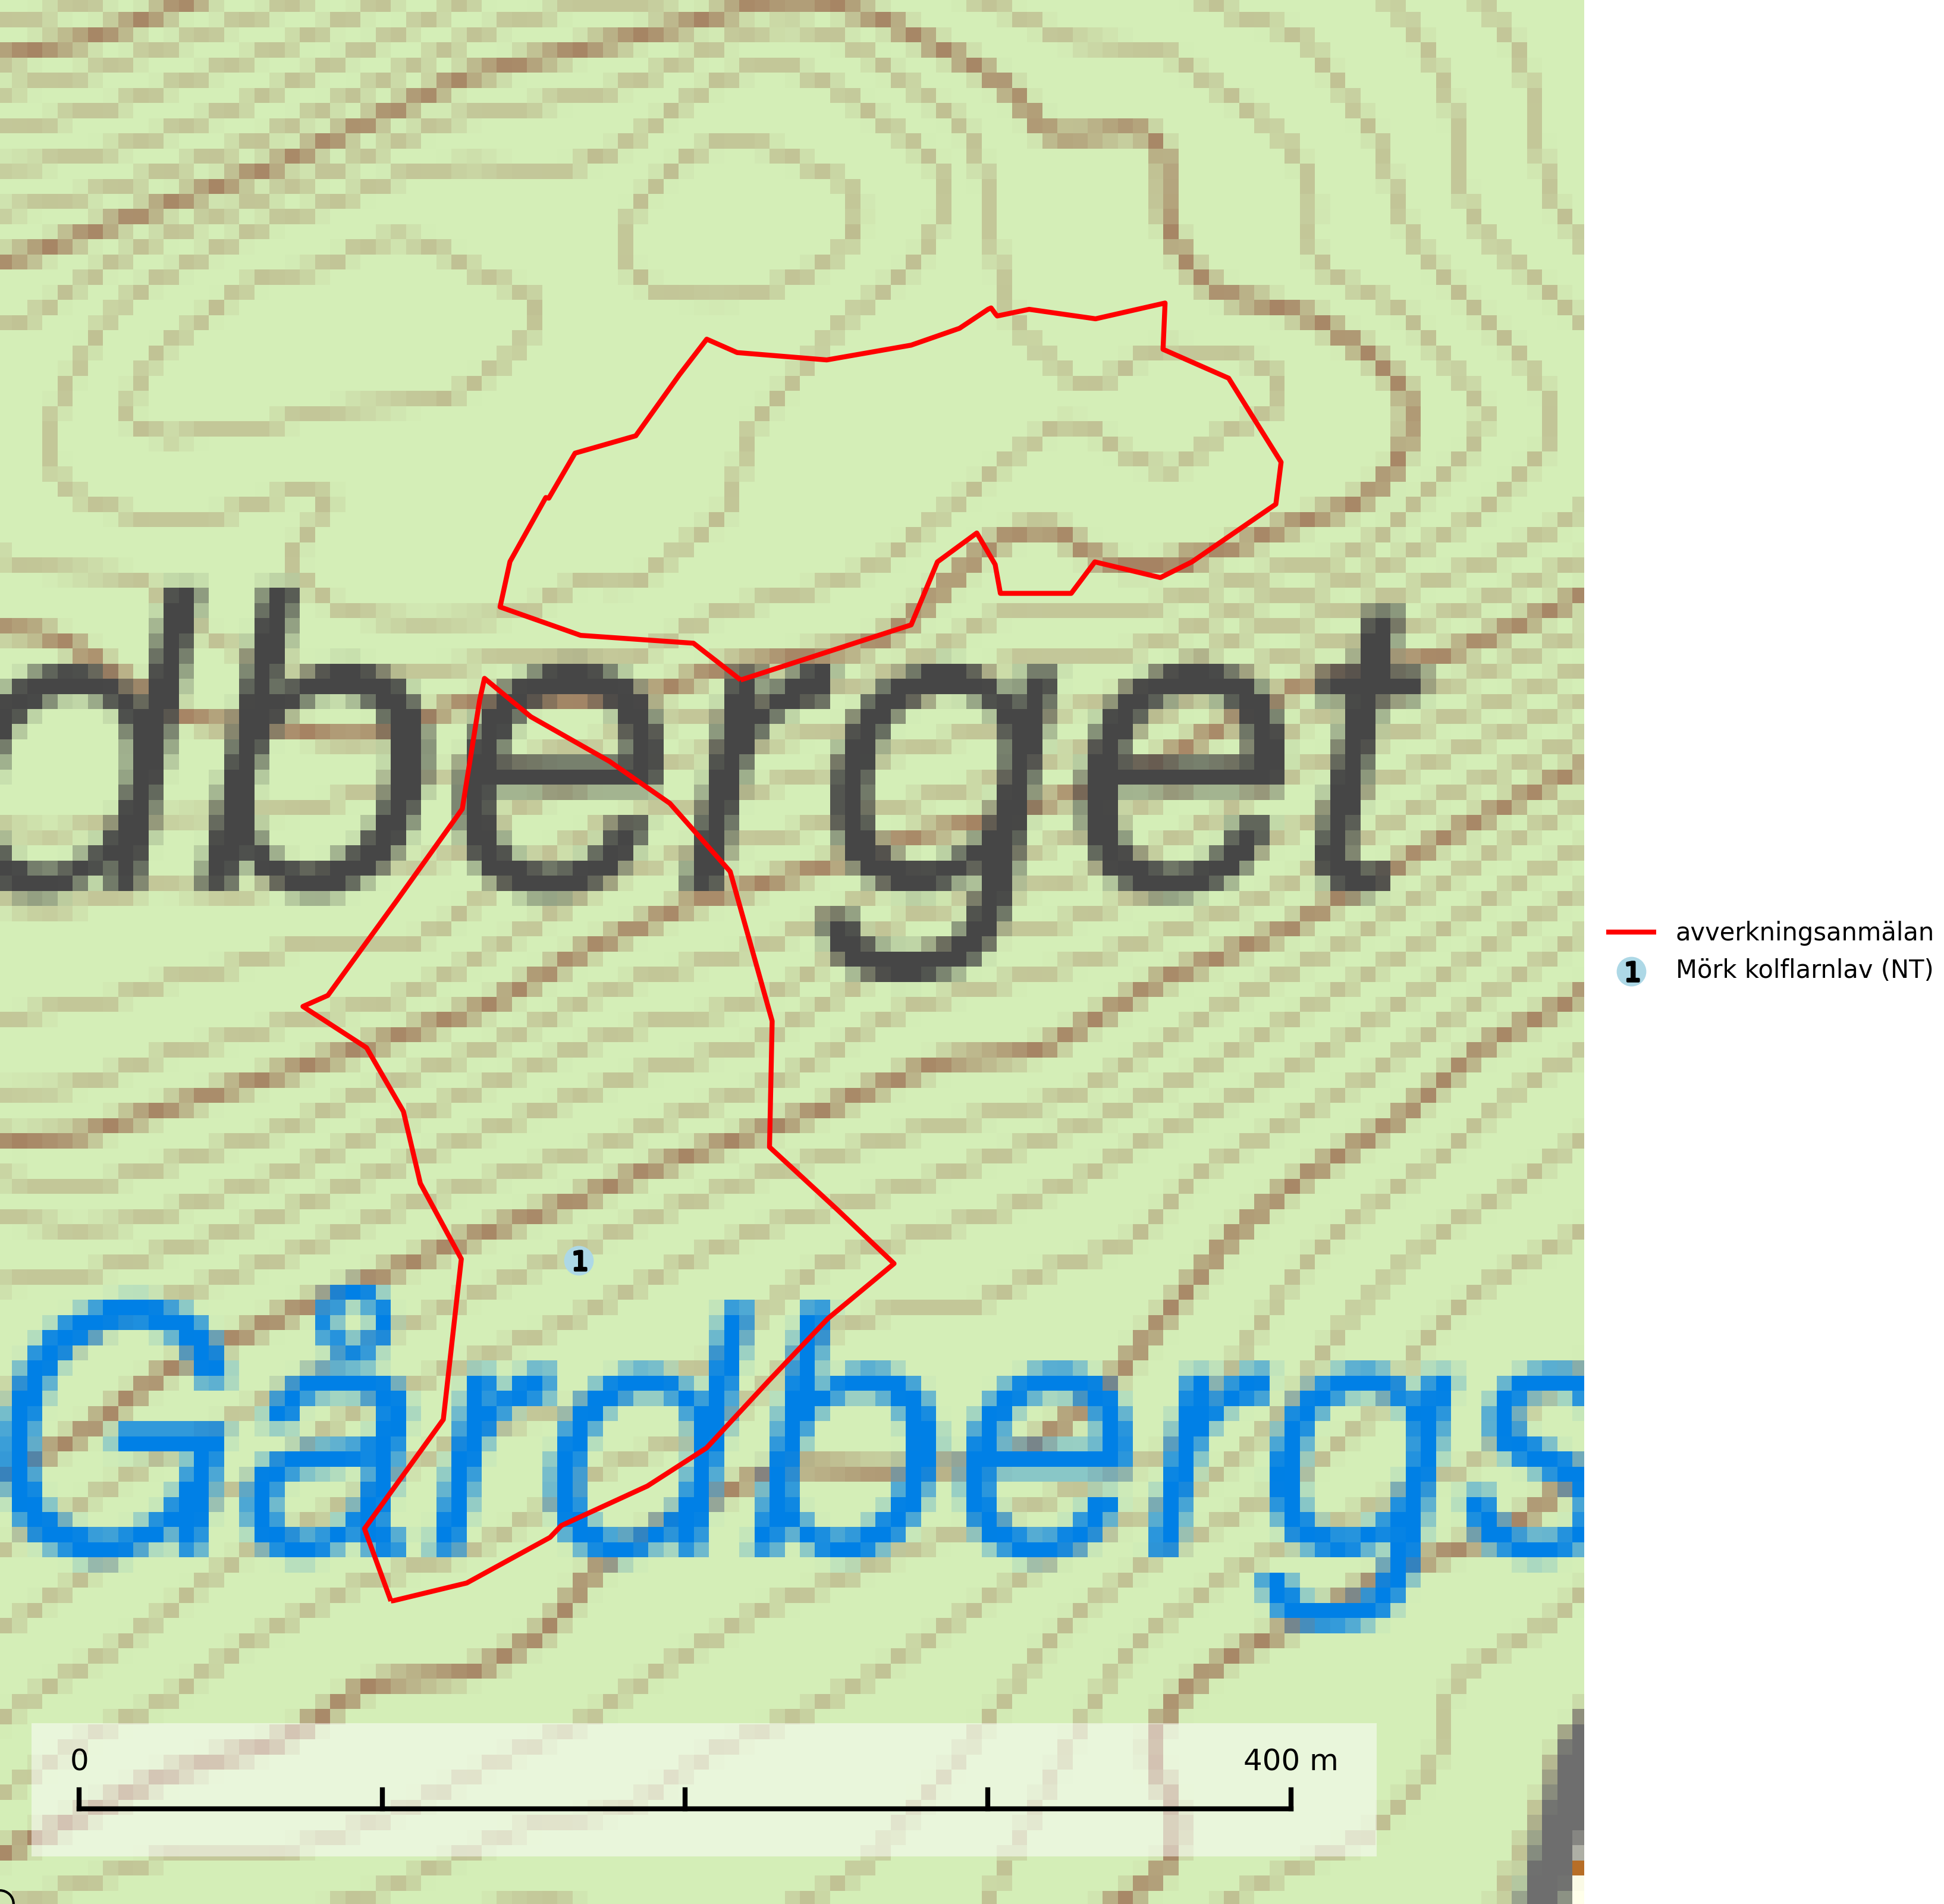 dberget
avverkningsanmälan
1 Mörk kolflarnlav (NT)
1
Gårdbergs
0 400 m